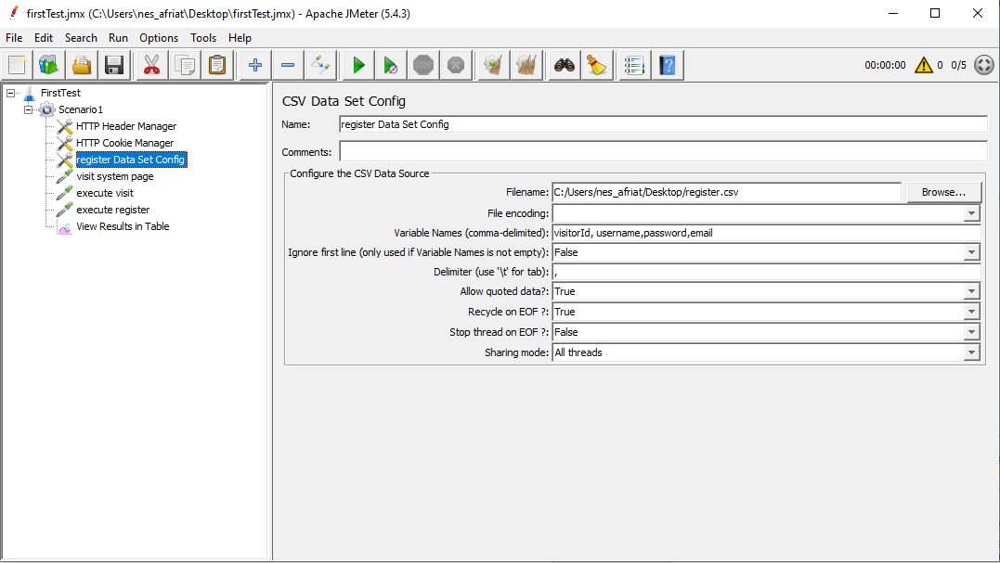 firstTest.jmx (C:\Users\nes_afriat\Desktop\firstTest.jmx) - Apache JMeter (5.4.3)
File Edit Search Run Options Tools Help
STOP 00:00:00 0 0/5
FirstTest
Scenario1
HTTP Header Manager
HTTP Cookie Manager
register Data Set Config
visit system page
execute visit
execute register
View Results in Table
CSV Data Set Config
Name: register Data Set Config
Comments:
Configure the CSV Data Source
Filename: C:/Users/nes_afriat/Desktop/register.csv Browse...
File encoding:
Variable Names (comma-delimited): visitorId, username,password,email
Ignore first line (only used if Variable Names is not empty): False
Delimiter (use '\t' for tab): ,
Allow quoted data?: True
Recycle on EOF ?: True
Stop thread on EOF ?: False
Sharing mode: All threads